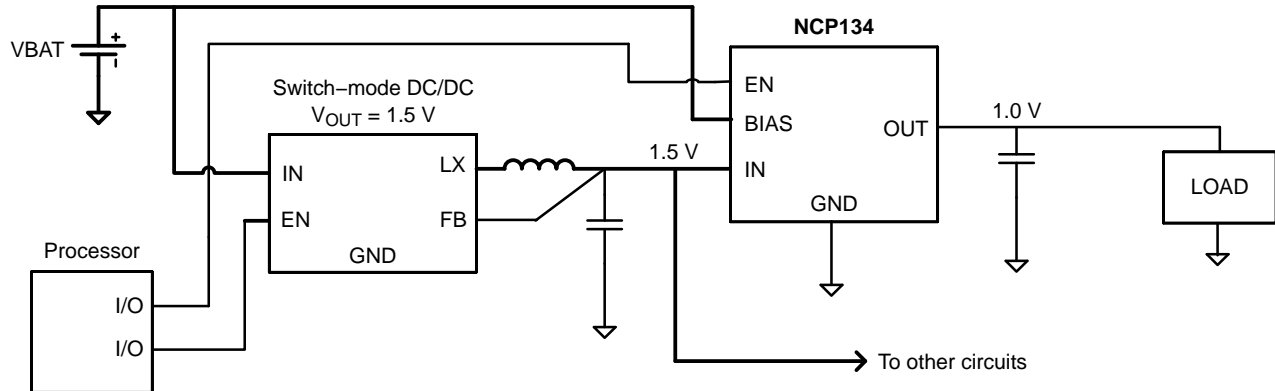 VBAT
+
−
Switch−mode DC/DC
VOUT = 1.5 V
IN
EN
LX
FB
GND
Processor
I/O
I/O
1.5 V
NCP134
EN
BIAS
IN
OUT
GND
1.0 V
LOAD
To other circuits